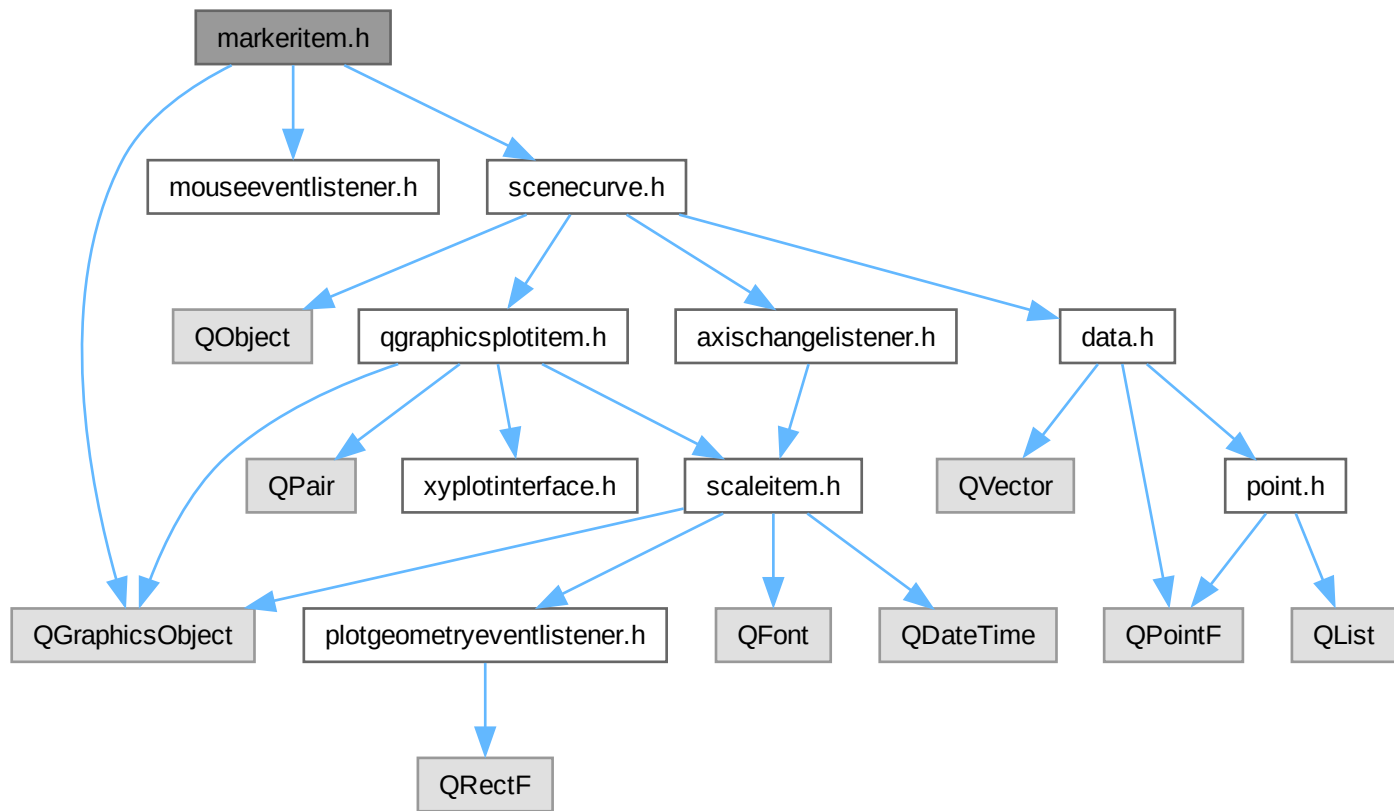 markeritem.h
mouseeventlistener.h
scenecurve.h
QObject
qgraphicsplotitem.h
axischangelistener.h
data.h
QPair
xyplotinterface.h
scaleitem.h
QVector
point.h
QGraphicsObject
plotgeometryeventlistener.h
QFont
QDateTime
QPointF
QList
QRectF